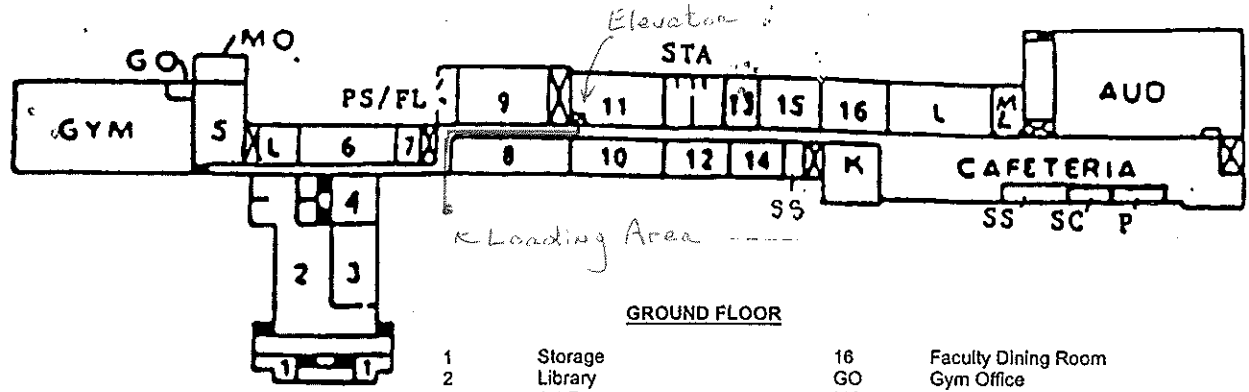 Elevator :
MO
GO
STA
PS/FL
9
11
13
15
16
L
ML
AUD
GYM
5
L
6
7
8
10
12
14
K
CAFETERIA
4
SS
SS SC P
Loading Area
2
3
GROUND FLOOR
1 1
1 Storage 16 Faculty Dining Room
2 Library GO Gym Office